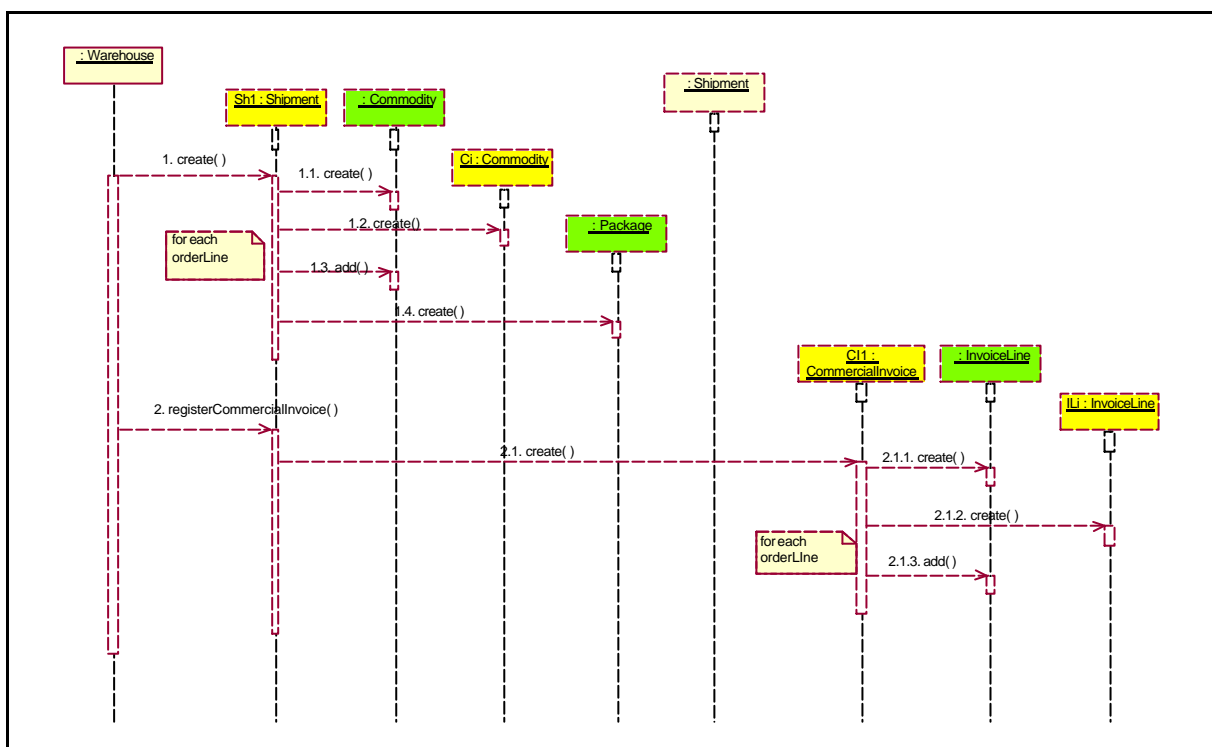 : Warehouse
: Shipment
Sh1 : Shipment
: Commodity
Ci : Commodity
1. create( )
1.1. create( )
1.2. create()
: Package
for each
orderLine
1.3. add( )
1.4. create( )
CI1 :
CommercialInvoice
: InvoiceLine
ILi : InvoiceLine
2. registerCommercialInvoice( )
2.1. create( )
2.1.1. create( )
2.1.2. create( )
for each
orderLIne
2.1.3. add( )